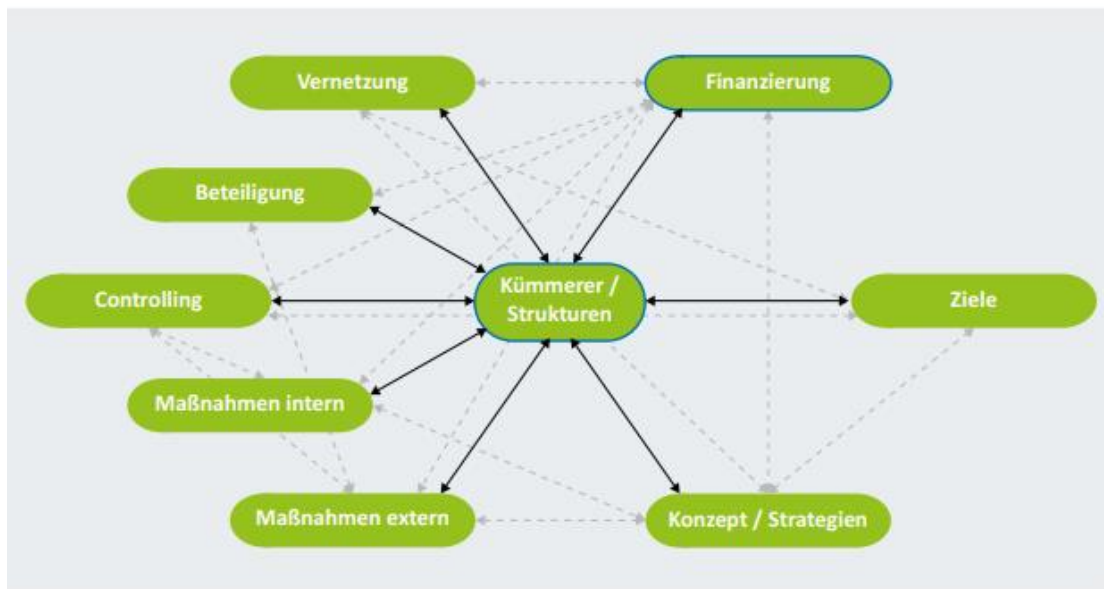 Vernetzung
Finanzierung
Beteiligung
Controlling
Kümmerer /
Strukturen
Ziele
Maßnahmen intern
Maßnahmen extern
Konzept / Strategien